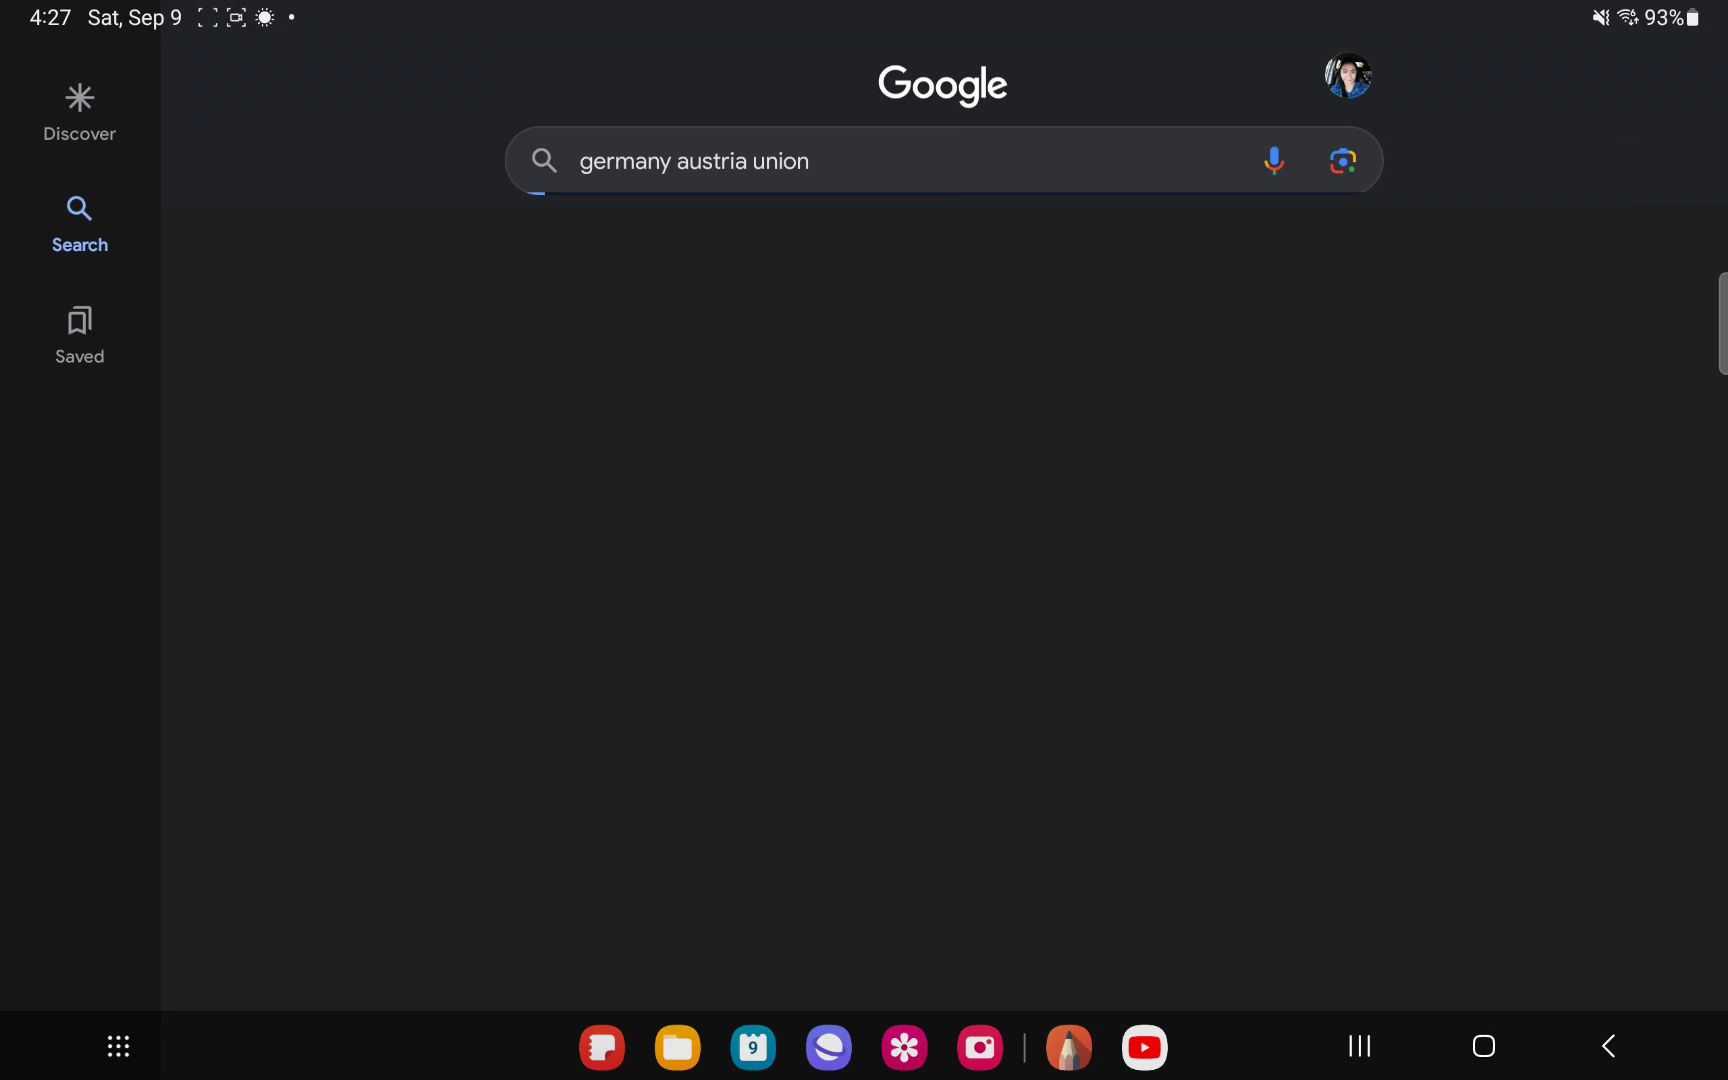 4:27 Sat, Sep 9 93%
Google
germany austria union
Discover
Search
Saved
9